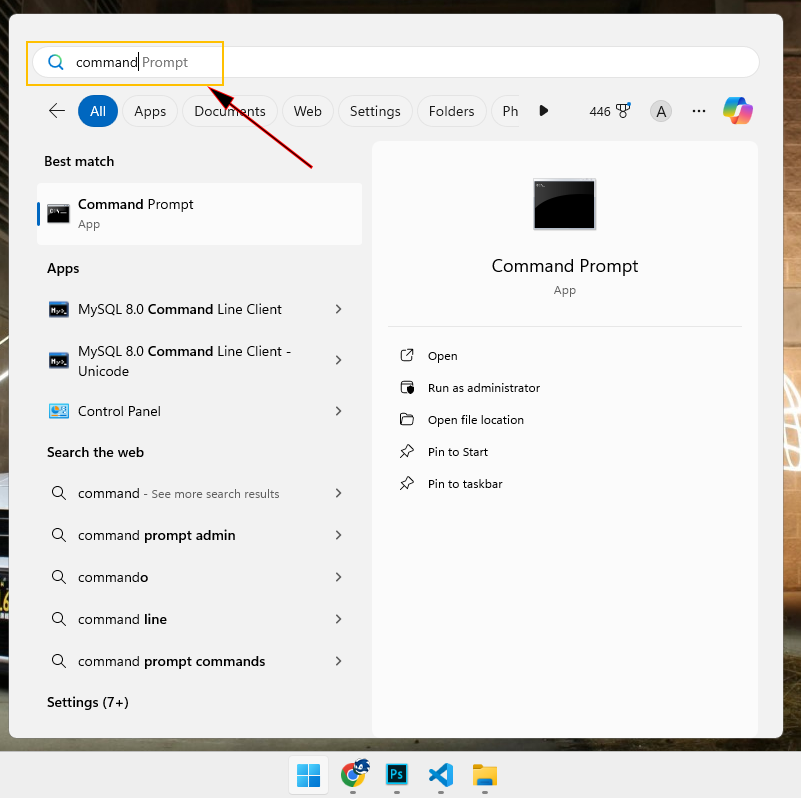 command Prompt
All Apps Documents Web Settings Folders Ph 446 A
Best match
Command Prompt
App
Apps
MySQL 8.0 Command Line Client
MySQL 8.0 Command Line Client -
Unicode
Control Panel
Search the web
command - See more search results
command prompt admin
commando
command line
command prompt commands
Settings (7+)
Command Prompt
App
Open
Run as administrator
Open file location
Pin to Start
Pin to taskbar
Ps